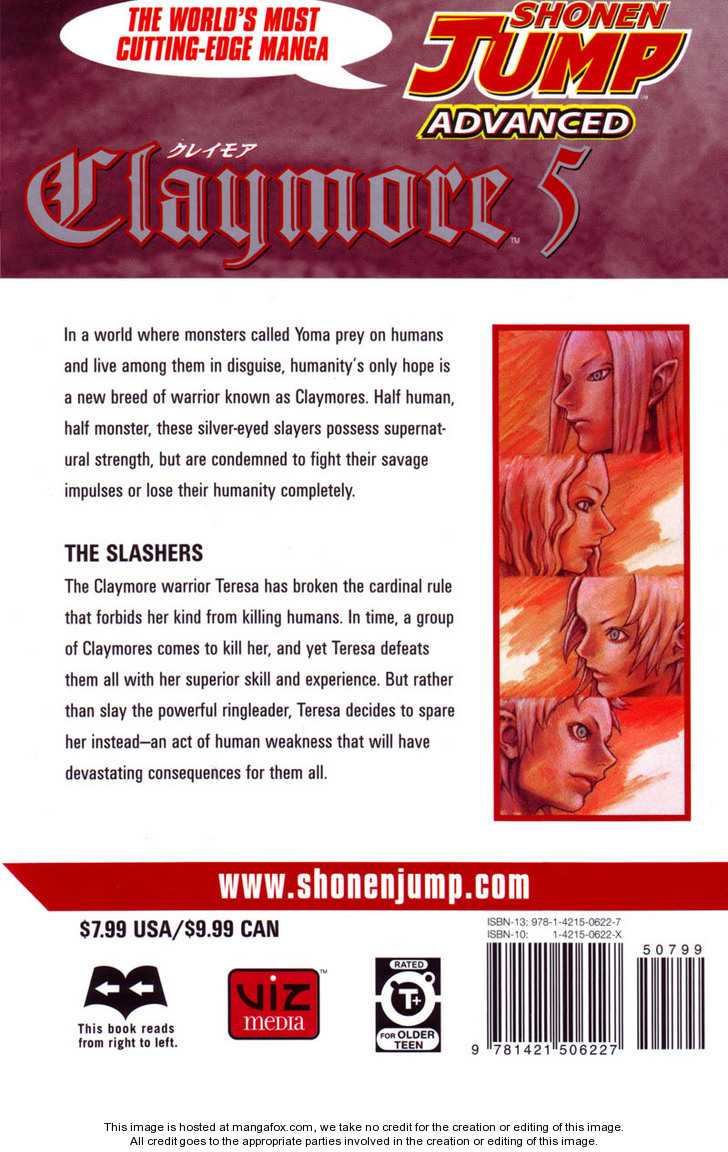 THE WORLD'S MOST
CUTTING-EDGE MANGA
SHONEN
JUMP
ADVANCED
クレイモア
Claymore 5
TM
In a world where monsters called Yoma prey on humans
and live among them in disguise, humanity's only hope is
a new breed of warrior known as Claymores. Half human,
half monster, these silver-eyed slayers possess supernat-
ural strength, but are condemned to fight their savage
impulses or lose their humanity completely.
THE SLASHERS
The Claymore warrior Teresa has broken the cardinal rule
that forbids her kind from killing humans. In time, a group
of Claymores comes to kill her, and yet Teresa defeats
them all with her superior skill and experience. But rather
than slay the powerful ringleader, Teresa decides to spare
her instead—an act of human weakness that will have
devastating consequences for them all.
www.shonenjump.com
$7.99 USA/$9.99 CAN
This book reads
from right to left.
VIZ
media
TM
RATED
T+
FOR OLDER
TEEN
ISBN-13: 978-1-4215-0622-7
ISBN-10: 1-4215-0622-X
50799
9 781421 506227
This image is hosted at mangafox.com, we take no credit for the creation or editing of this image.
All credit goes to the appropriate parties involved in the creation or editing of this image.